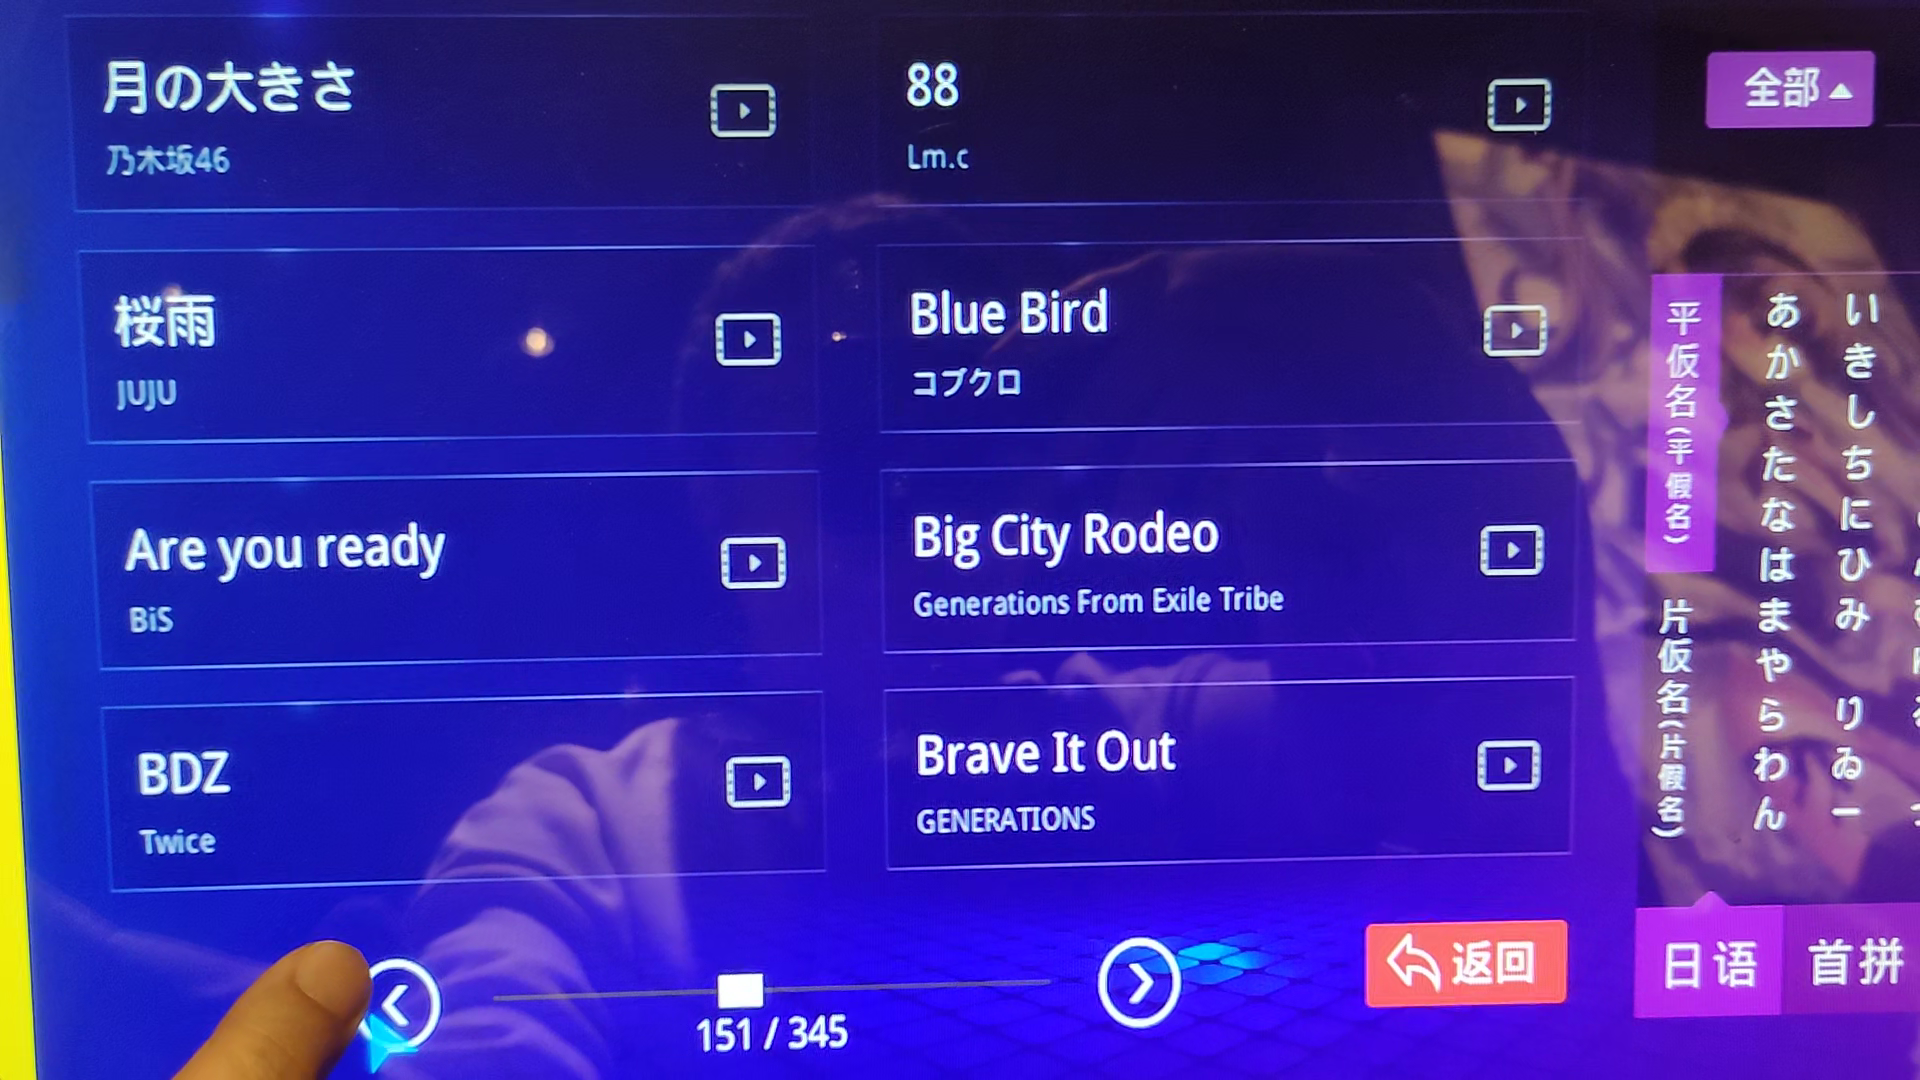 月の大きさ
乃木坂46
88
Lm.c
桜雨
JUJU
Blue Bird
コブクロ
Are you ready
BiS
Big City Rodeo
Generations From Exile Tribe
BDZ
Twice
Brave It Out
GENERATIONS
151 / 345
返回
全部
平仮名(平假名)
片仮名(片假名)
あかさたなはまやらわん
いきしちにひみ りゐー
日语
首拼